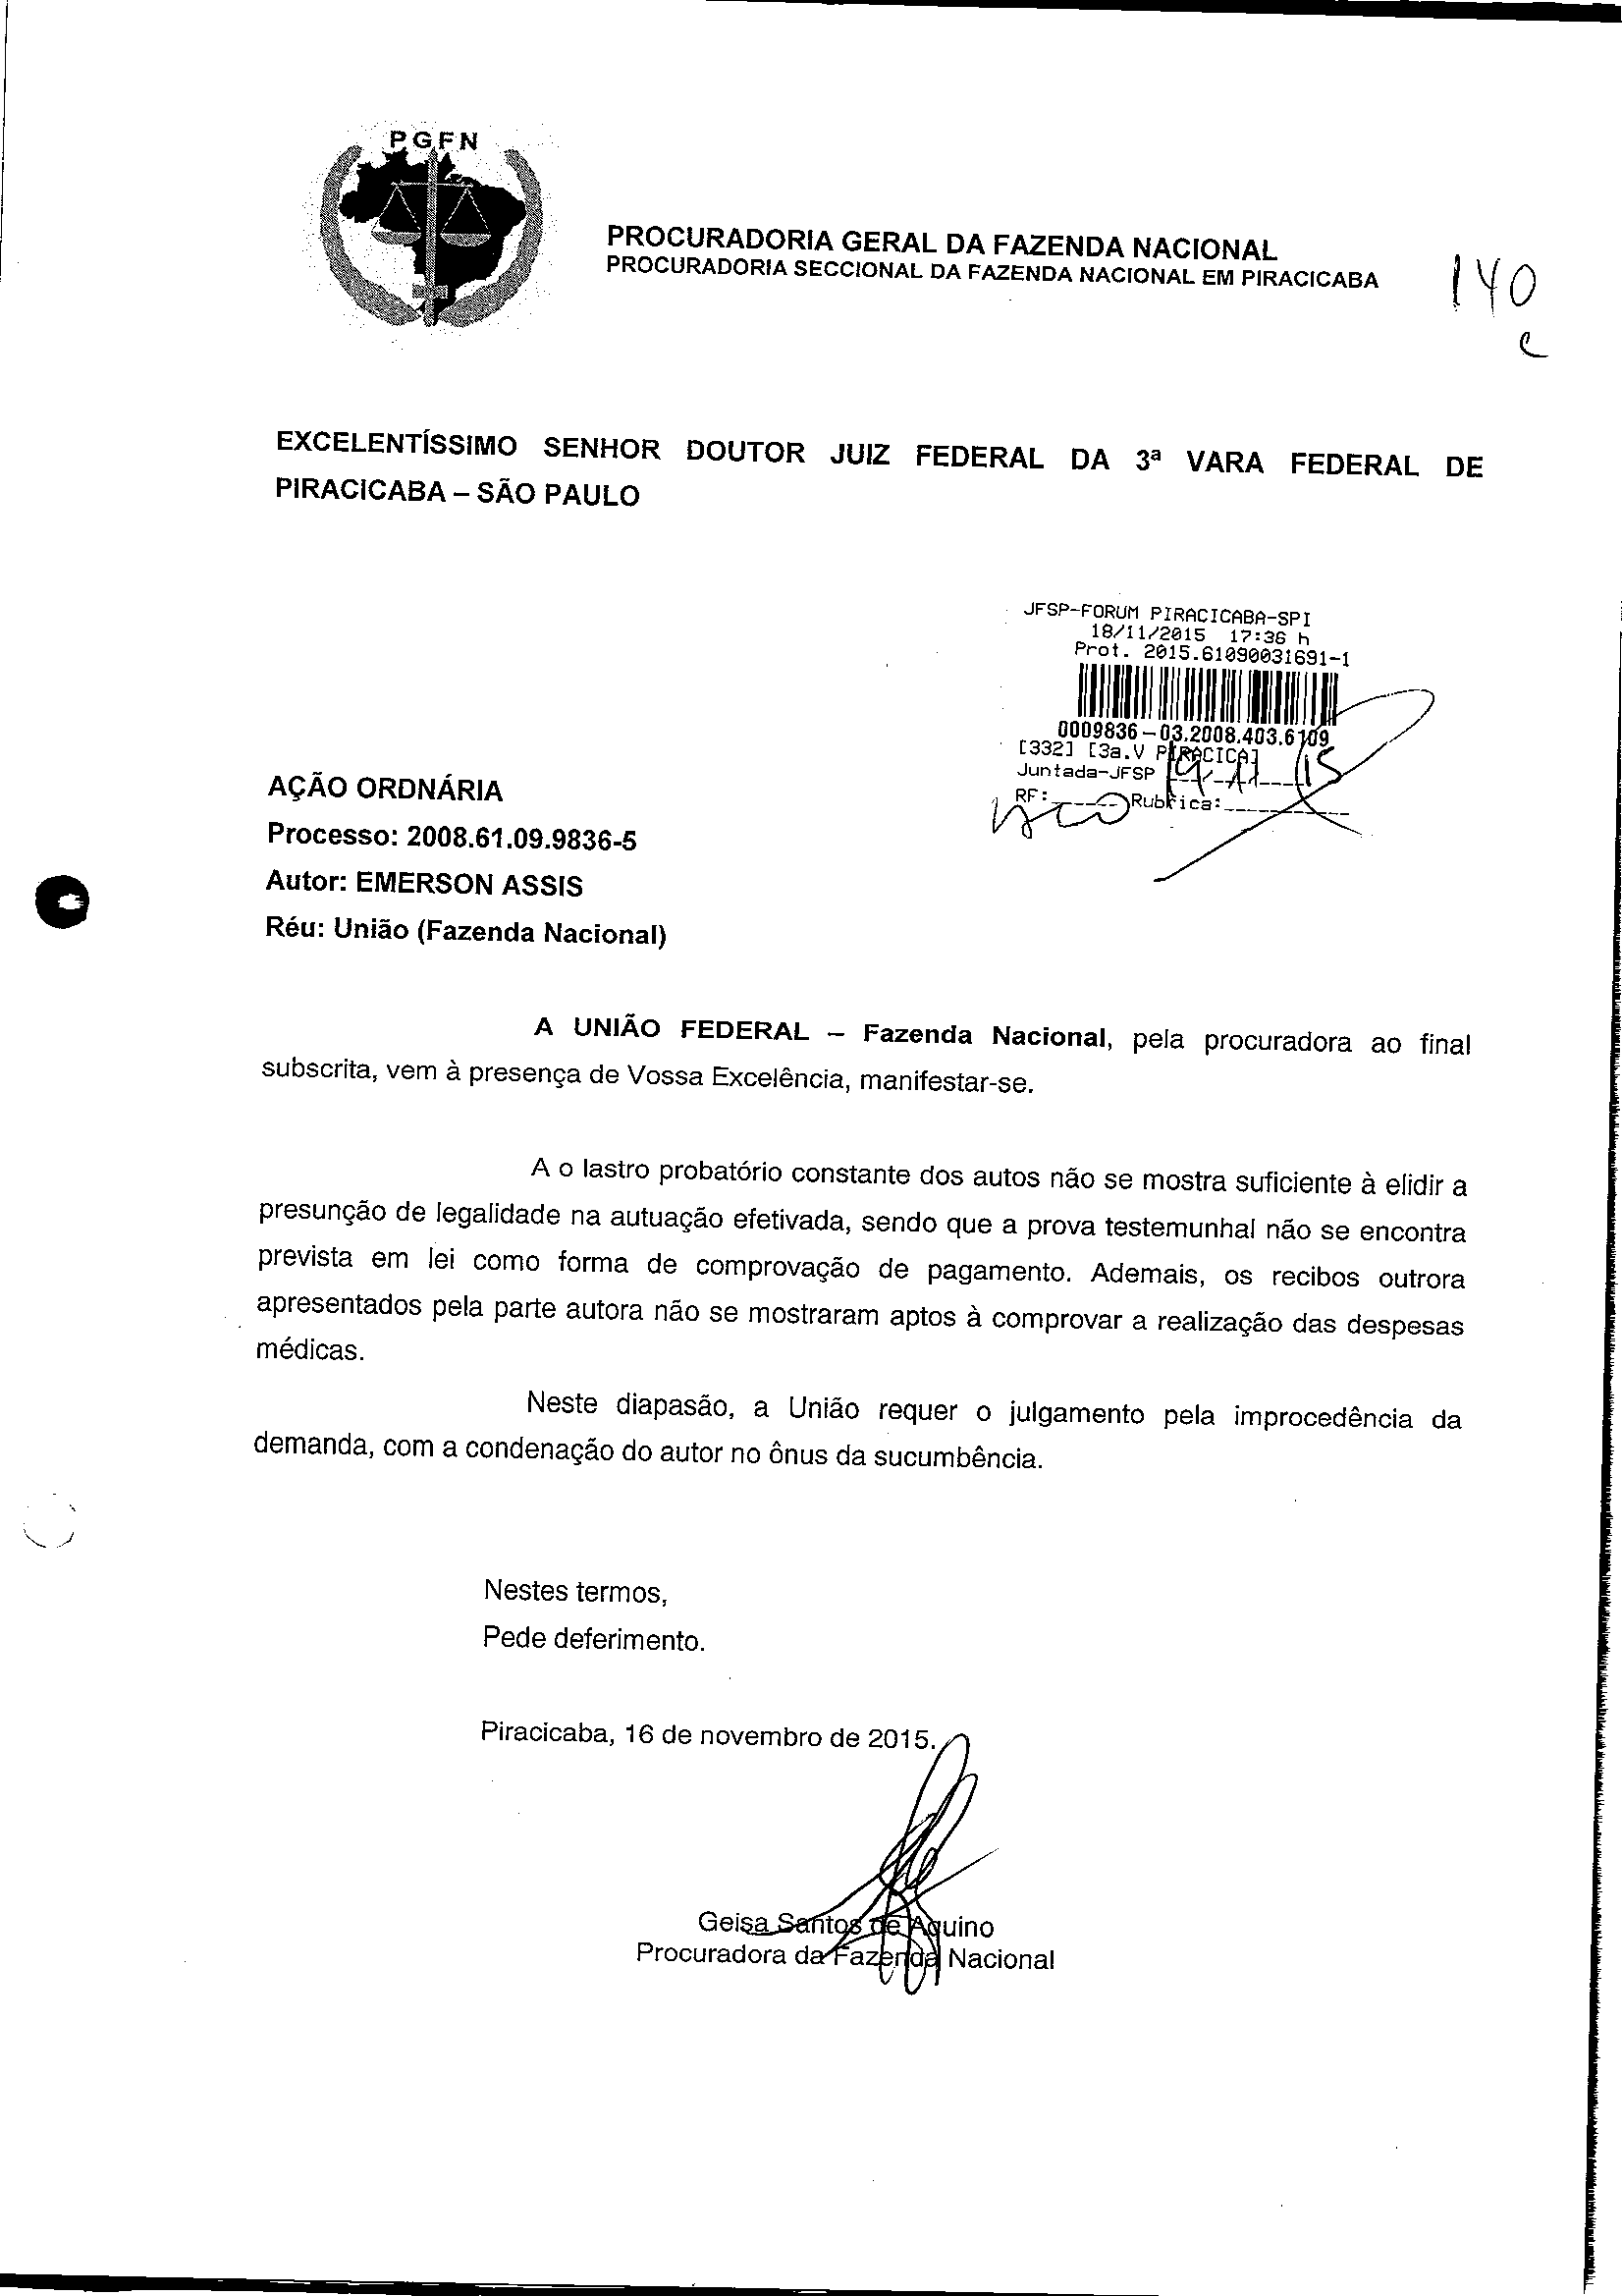 PGFN
PROCURADORIA GERAL DA FAZENDA NACIONAL
PROCURADORIA SECCIONAL DA FAZENDA NACIONAL EM PIRACICABA
140
EXCELENTÍSSIMO SENHOR DOUTOR JUIZ FEDERAL DA 3ª VARA FEDERAL DE
PIRACICABA – SÃO PAULO
JFSP-FORUM PIRACICABA-SPI
18/11/2015 17:36 h
Prot. 2015.61090031691-1
0009836-03.2008.403.6109
[332] [3a.V PIRACICA]
Juntada-JFSP 19/11/15
RF: Rubrica:
AÇÃO ORDNÁRIA
Processo: 2008.61.09.9836-5
Autor: EMERSON ASSIS
Réu: União (Fazenda Nacional)
A UNIÃO FEDERAL – Fazenda Nacional, pela procuradora ao final
subscrita, vem à presença de Vossa Excelência, manifestar-se.
A o lastro probatório constante dos autos não se mostra suficiente à elidir a
presunção de legalidade na autuação efetivada, sendo que a prova testemunhal não se encontra
prevista em lei como forma de comprovação de pagamento. Ademais, os recibos outrora
apresentados pela parte autora não se mostraram aptos à comprovar a realização das despesas
médicas.
Neste diapasão, a União requer o julgamento pela improcedência da
demanda, com a condenação do autor no ônus da sucumbência.
Nestes termos,
Pede deferimento.
Piracicaba, 16 de novembro de 2015.
Geisa Santos de Aquino
Procuradora da Fazenda Nacional